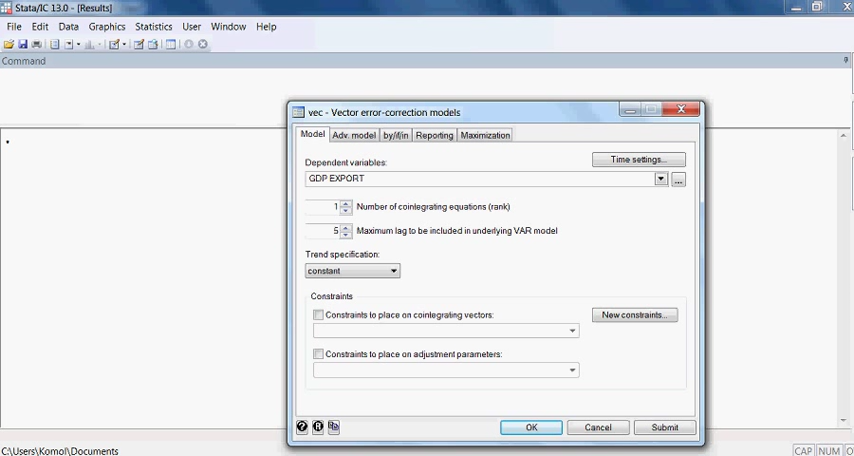 Stata/IC 13.0 - [Results]
File Edit Data Graphics Statistics User Window Help
Command
vec - Vector error-correction models
Model Adv. model by/if/in Reporting Maximization
Dependent variables:
Time settings...
GDP EXPORT
...
1 Number of cointegrating equations (rank)
5 Maximum lag to be included in underlying VAR model
Trend specification:
constant
Constraints
Constraints to place on cointegrating vectors:
New constraints...
Constraints to place on adjustment parameters:
? R
OK Cancel Submit
C:\Users\Komol\Documents
CAP NUM O